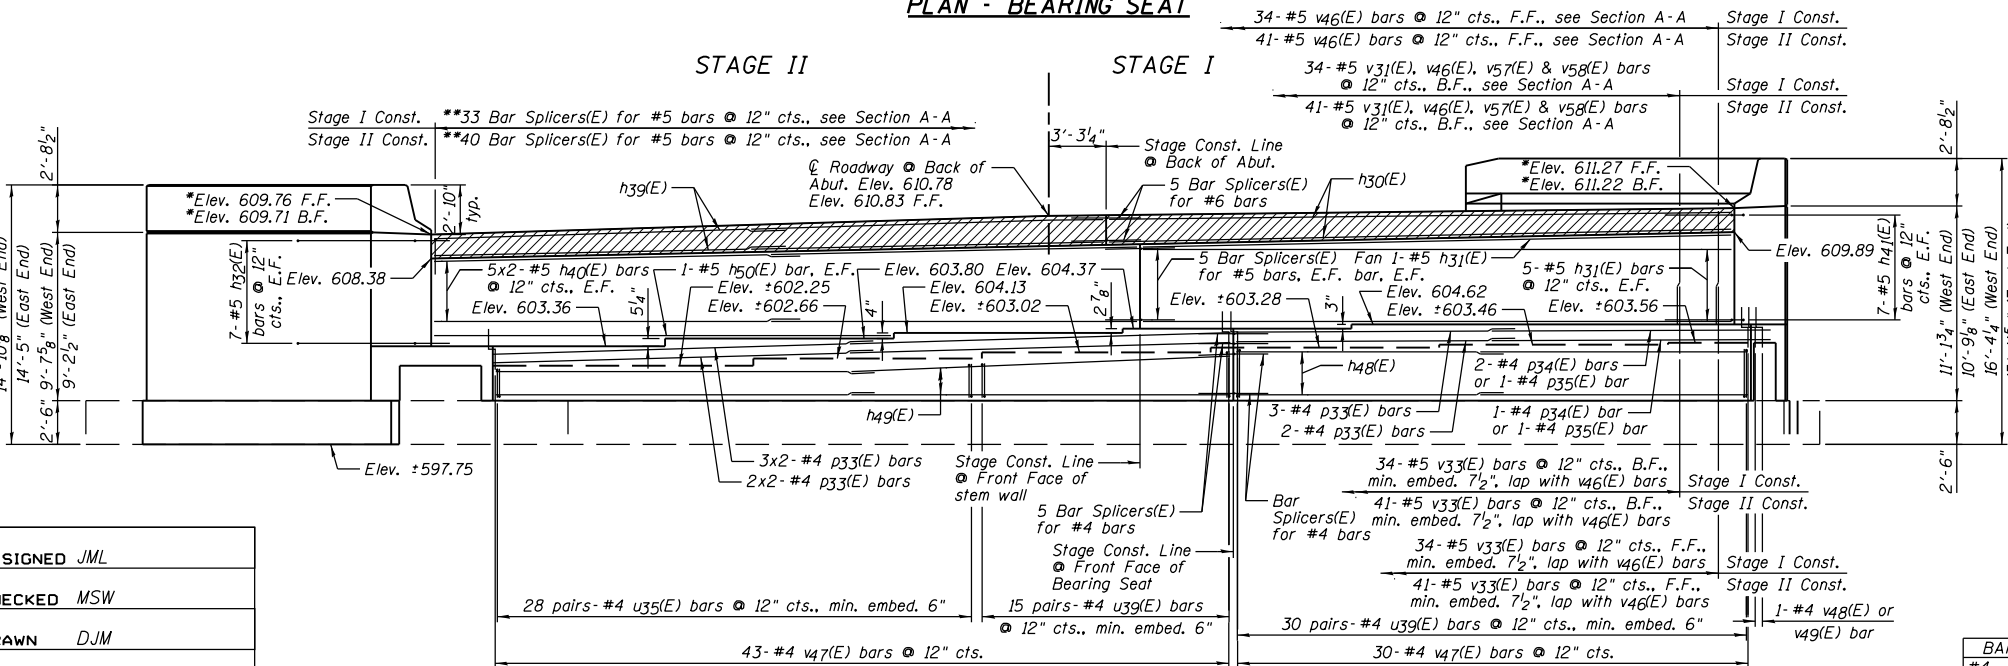 PLAN - BEARING SEAT
34- #5 v46(E) bars @ 12" cts., F.F., see Section A-A
Stage I Const.
41- #5 v46(E) bars @ 12" cts., F.F., see Section A-A
Stage II Const.
STAGE II
STAGE I
34- #5 v31(E), v46(E), v57(E) & v58(E) bars
@ 12" cts., B.F., see Section A-A
Stage I Const.
41- #5 v31(E), v46(E), v57(E) & v58(E) bars
@ 12" cts., B.F., see Section A-A
Stage II Const.
Stage I Const. **33 Bar Splicers(E) for #5 bars @ 12" cts., see Section A-A
Stage II Const. **40 Bar Splicers(E) for #5 bars @ 12" cts., see Section A-A
2'-8½"
3'-3¼"
Stage Const. Line
@ Back of Abut.
2'-8½"
℄ Roadway @ Back of
Abut. Elev. 610.78
Elev. 610.83 F.F.
5 Bar Splicers(E)
for #6 bars
h39(E)
h30(E)
*Elev. 609.76 F.F.
*Elev. 609.71 B.F.
2'-10"
typ.
*Elev. 611.27 F.F.
*Elev. 611.22 B.F.
7- #5 h32(E)
bars @ 12"
cts., E.F.
Elev. 608.38
5x2- #5 h40(E) bars
@ 12" cts., E.F.
1- #5 h50(E) bar, E.F.
Elev. 603.80
Elev. 604.37
5 Bar Splicers(E)
for #5 bars, E.F.
Fan 1- #5 h31(E)
bar, E.F.
5- #5 h31(E) bars
@ 12" cts., E.F.
Elev. 609.89
7- #5 h41(E)
bars @ 12"
cts., E.F.
Elev. 603.36
5¼"
Elev. ±602.25
Elev. ±602.66
4"
Elev. 604.13
Elev. ±603.02
2⅞"
Elev. ±603.28
3"
Elev. 604.62
Elev. ±603.46
Elev. ±603.56
14'-5" (East End)
9'-7⅝" (West End)
9'-2½" (East End)
2'-6"
11'-1¾" (West End)
10'-9⅛" (East End)
16'-4¼" (West End)
2'-6"
h49(E)
h48(E)
2- #4 p34(E) bars
or 1- #4 p35(E) bar
3- #4 p33(E) bars
2- #4 p33(E) bars
1- #4 p34(E) bar
or 1- #4 p35(E) bar
Elev. ±597.75
3x2- #4 p33(E) bars
2x2- #4 p33(E) bars
Stage Const. Line
@ Front Face of
stem wall
5 Bar Splicers(E)
for #4 bars
Bar
Splicers(E)
for #4 bars
34- #5 v33(E) bars @ 12" cts., B.F.,
min. embed. 7½", lap with v46(E) bars
Stage I Const.
41- #5 v33(E) bars @ 12" cts., B.F.,
min. embed. 7½", lap with v46(E) bars
Stage II Const.
Stage Const. Line
@ Front Face of
Bearing Seat
34- #5 v33(E) bars @ 12" cts., F.F.,
min. embed. 7½", lap with v46(E) bars
Stage I Const.
41- #5 v33(E) bars @ 12" cts., F.F.,
min. embed. 7½", lap with v46(E) bars
Stage II Const.
SIGNED JML
ECKED MSW
AWN DJM
28 pairs- #4 u35(E) bars @ 12" cts., min. embed. 6"
15 pairs- #4 u39(E) bars
@ 12" cts., min. embed. 6"
30 pairs- #4 u39(E) bars @ 12" cts., min. embed. 6"
1- #4 v48(E) or
v49(E) bar
43- #4 v47(E) bars @ 12" cts.
30- #4 v47(E) bars @ 12" cts.